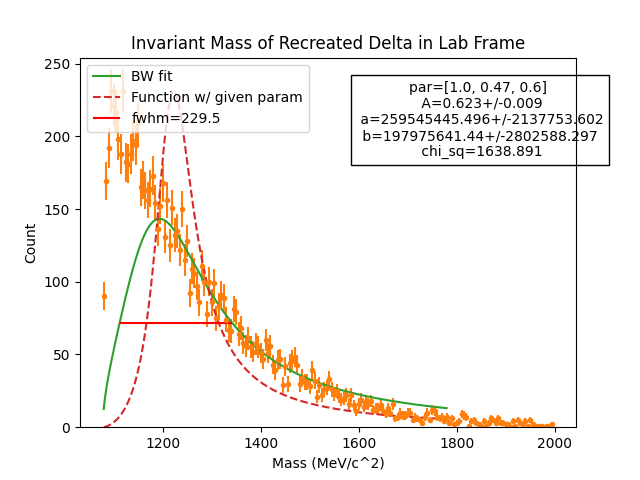 Invariant Mass of Recreated Delta in Lab Frame
BW fit
Function w/ given param
fwhm=229.5
par=[1.0, 0.47, 0.6]
A=0.623+/-0.009
a=259545445.496+/-2137753.602
b=197975641.44+/-2802588.297
chi_sq=1638.891
250
200
150
100
50
0
Count
1200
1400
1600
1800
2000
Mass (MeV/c^2)